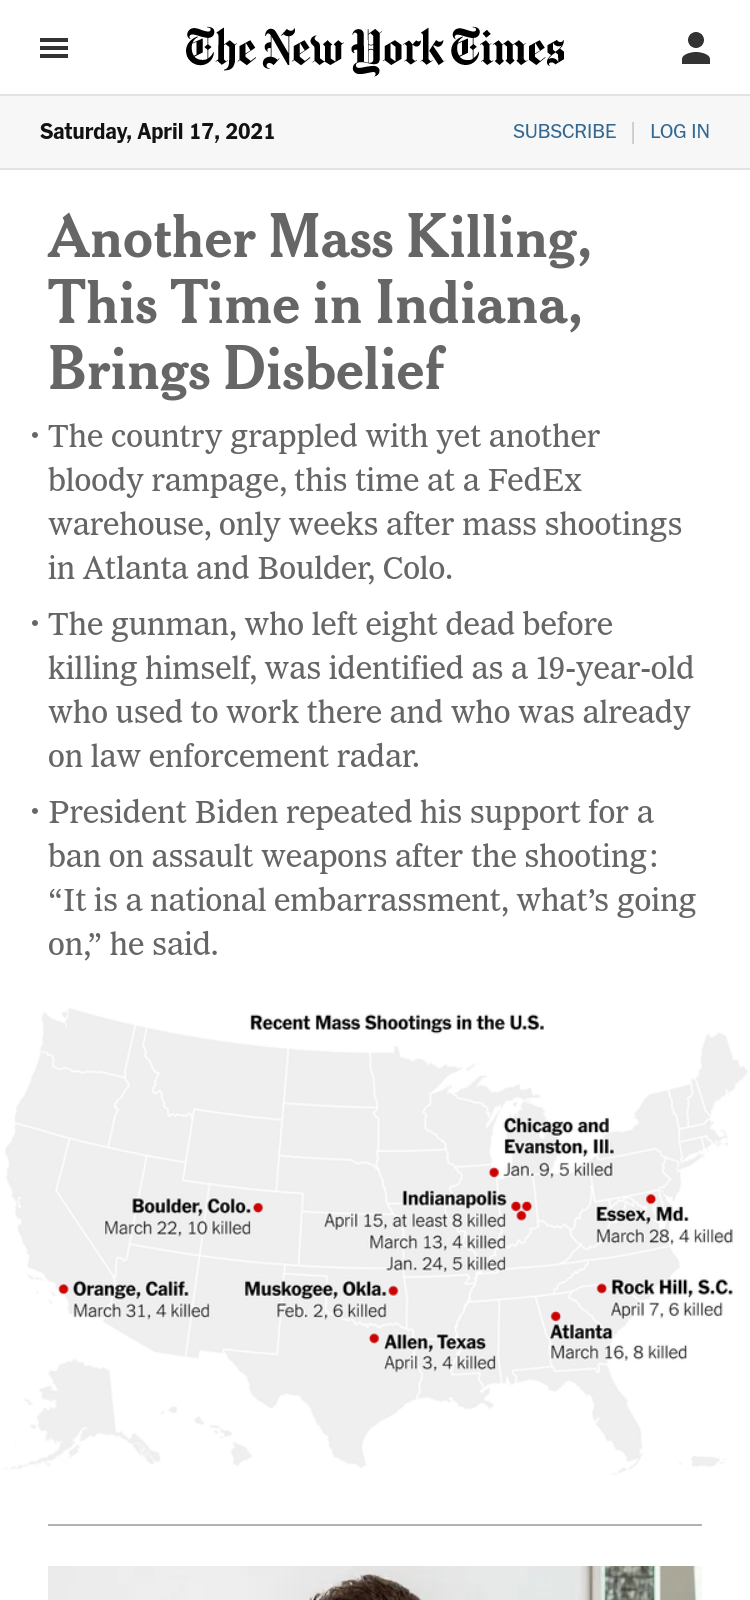 The New York Times
Saturday, April 17, 2021
SUBSCRIBE | LOG IN
Another Mass Killing,
This Time in Indiana,
Brings Disbelief
• The country grappled with yet another
bloody rampage, this time at a FedEx
warehouse, only weeks after mass shootings
in Atlanta and Boulder, Colo.
• The gunman, who left eight dead before
killing himself, was identified as a 19-year-old
who used to work there and who was already
on law enforcement radar.
• President Biden repeated his support for a
ban on assault weapons after the shooting:
“It is a national embarrassment, what’s going
on,” he said.
Recent Mass Shootings in the U.S.
Chicago and
Evanston, Ill.
Jan. 9, 5 killed
Boulder, Colo.
March 22, 10 killed
Indianapolis
April 15, at least 8 killed
March 13, 4 killed
Jan. 24, 5 killed
Essex, Md.
March 28, 4 killed
Orange, Calif.
March 31, 4 killed
Muskogee, Okla.
Feb. 2, 6 killed
Rock Hill, S.C.
April 7, 6 killed
Allen, Texas
April 3, 4 killed
Atlanta
March 16, 8 killed